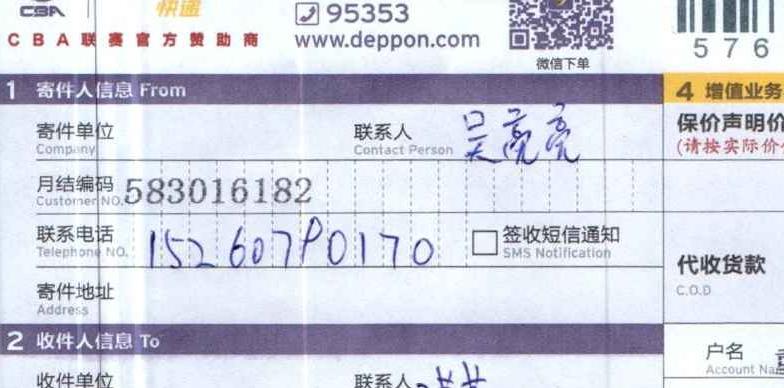 CBA 快递 95353
CBA联赛官方赞助商 www.deppon.com
微信下单
576
1 寄件人信息 From
4 增值业务
寄件单位
Company
联系人 吴亮亮
Contact Person
保价声明价
(请按实际价
月结编码 583016182
Customer NO.
联系电话 15260790170
Telephone NO.
签收短信通知
SMS Notification
代收货款
C.O.D
寄件地址
Address
2 收件人信息 To
户名
Account Na
收件单位
联系人